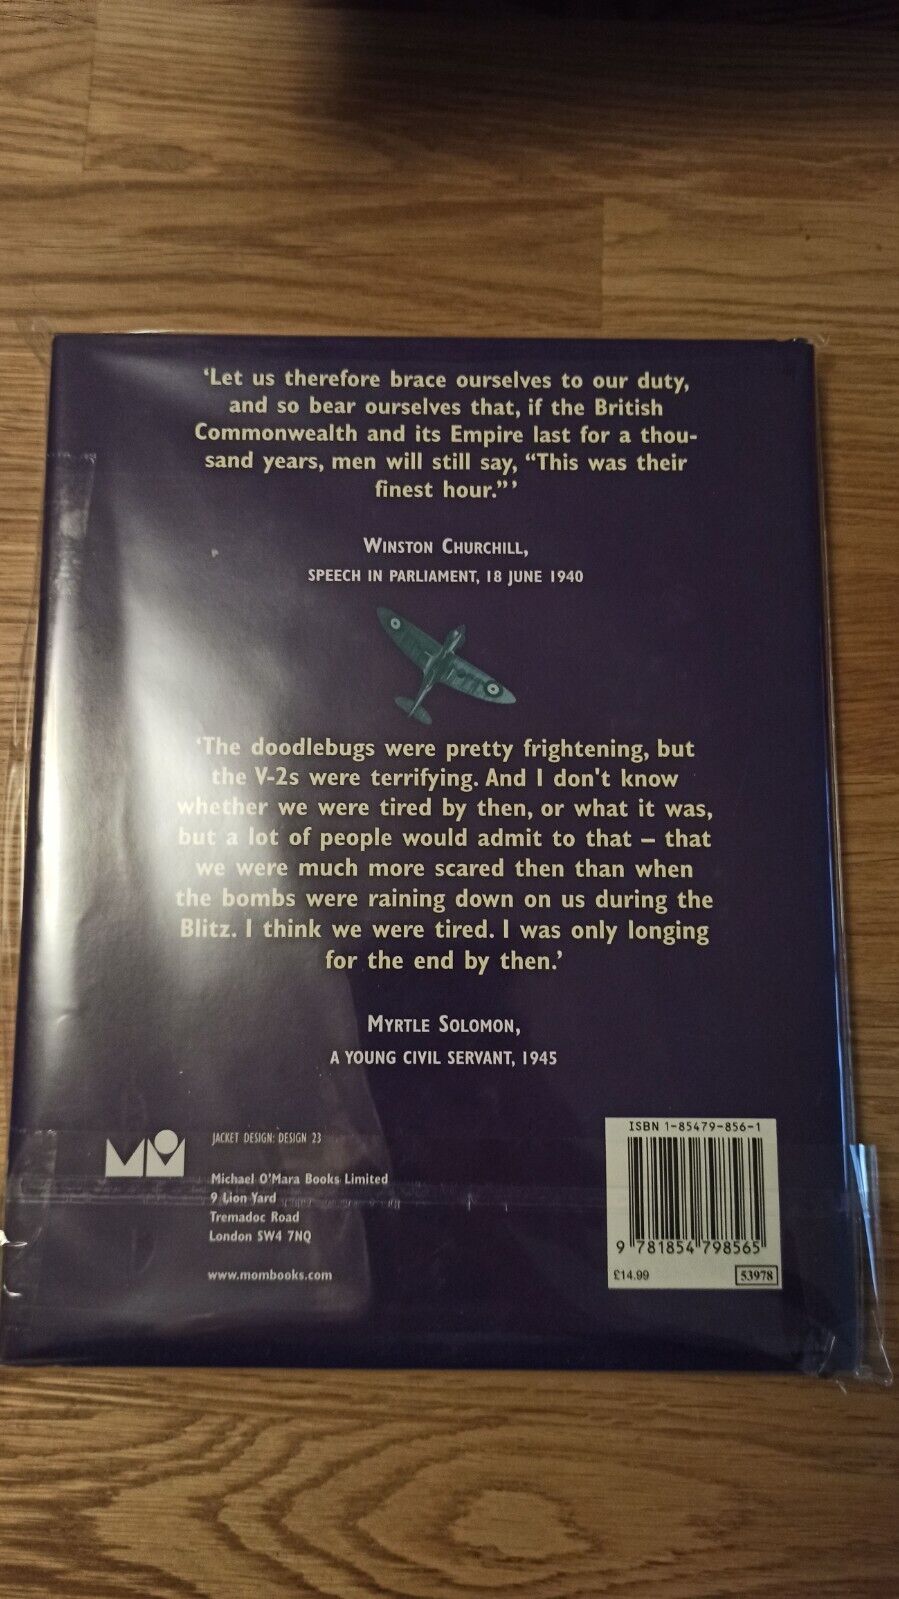 ‘Let us therefore brace ourselves to our duty,
and so bear ourselves that, if the British
Commonwealth and its Empire last for a thou-
sand years, men will still say, “This was their
finest hour.”’
WINSTON CHURCHILL,
SPEECH IN PARLIAMENT, 18 JUNE 1940
‘The doodlebugs were pretty frightening, but
the V-2s were terrifying. And I don't know
whether we were tired by then, or what it was,
but a lot of people would admit to that – that
we were much more scared then than when
the bombs were raining down on us during the
Blitz. I think we were tired. I was only longing
for the end by then.’
MYRTLE SOLOMON,
A YOUNG CIVIL SERVANT, 1945
JACKET DESIGN: DESIGN 23
Michael O'Mara Books Limited
9 Lion Yard
Tremadoc Road
London SW4 7NQ
www.mombooks.com
ISBN 1-85479-856-1
9 781854 798565
£14.99
53978